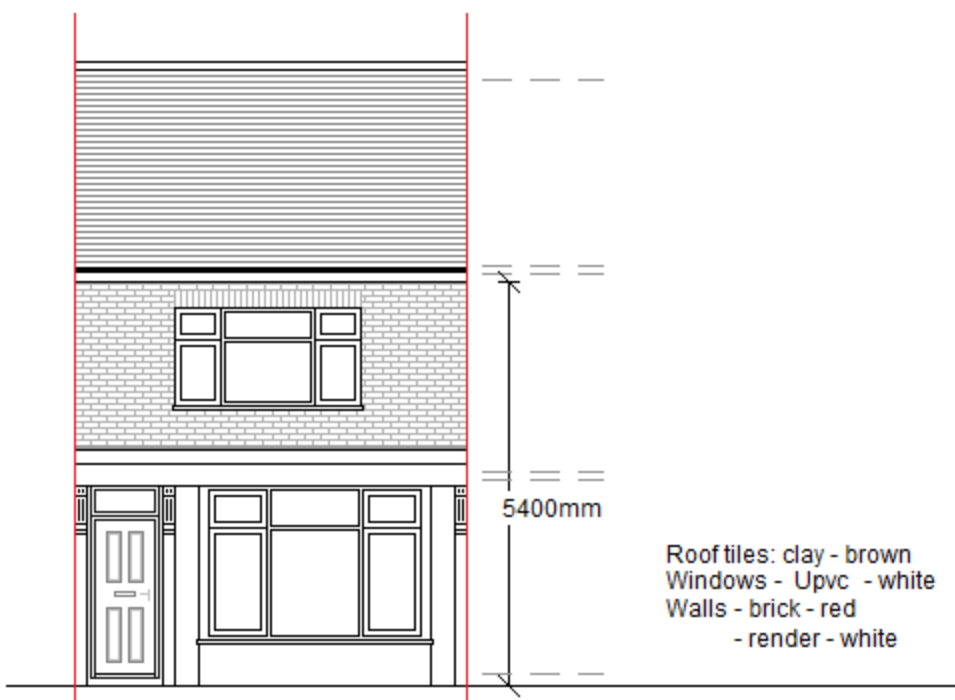 5400mm
Roof tiles: clay - brown
Windows - Upvc - white
Walls - brick - red
- render - white